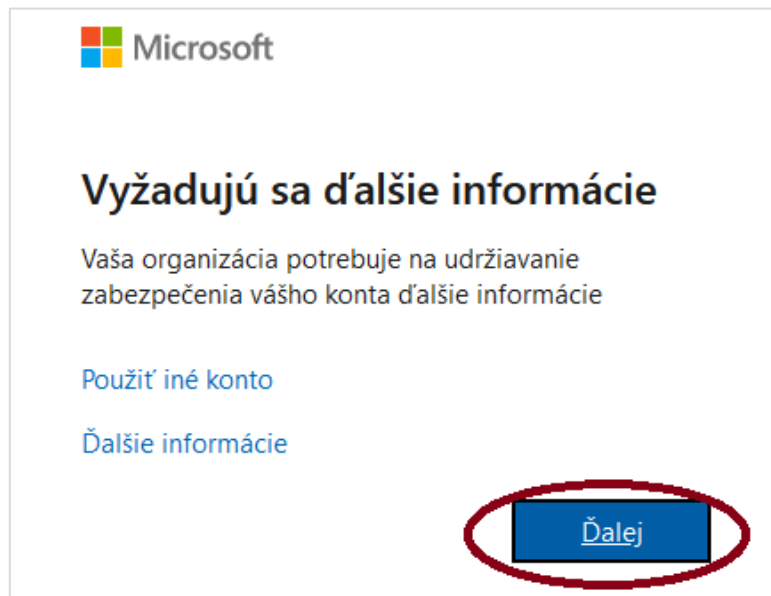 Microsoft
Vyžadujú sa ďalšie informácie
Vaša organizácia potrebuje na udržiavanie
zabezpečenia vášho konta ďalšie informácie
Použiť iné konto
Ďalšie informácie
Ďalej